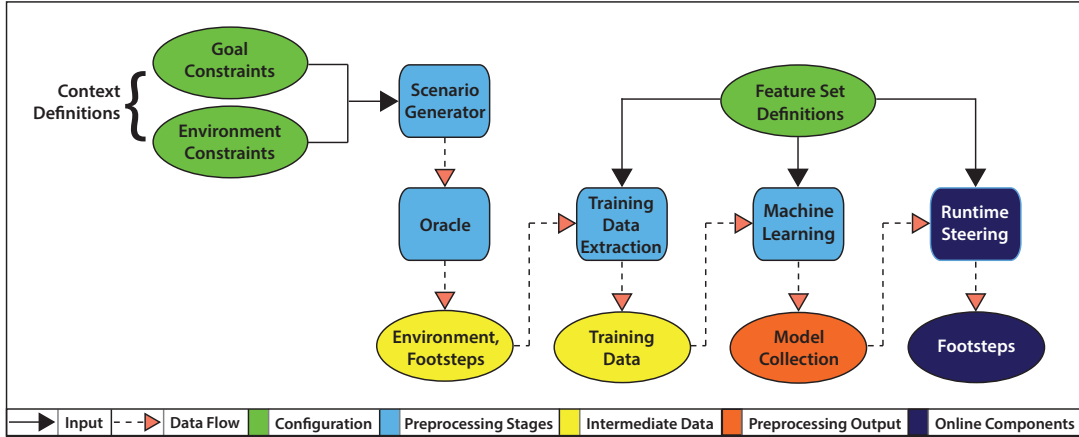 Goal
Constraints
Context
Definitions
Environment
Constraints
Scenario
Generator
Feature Set
Definitions
Oracle
Training
Data
Extraction
Machine
Learning
Runtime
Steering
Environment,
Footsteps
Training
Data
Model
Collection
Footsteps
Input
Data Flow
Configuration
Preprocessing Stages
Intermediate Data
Preprocessing Output
Online Components